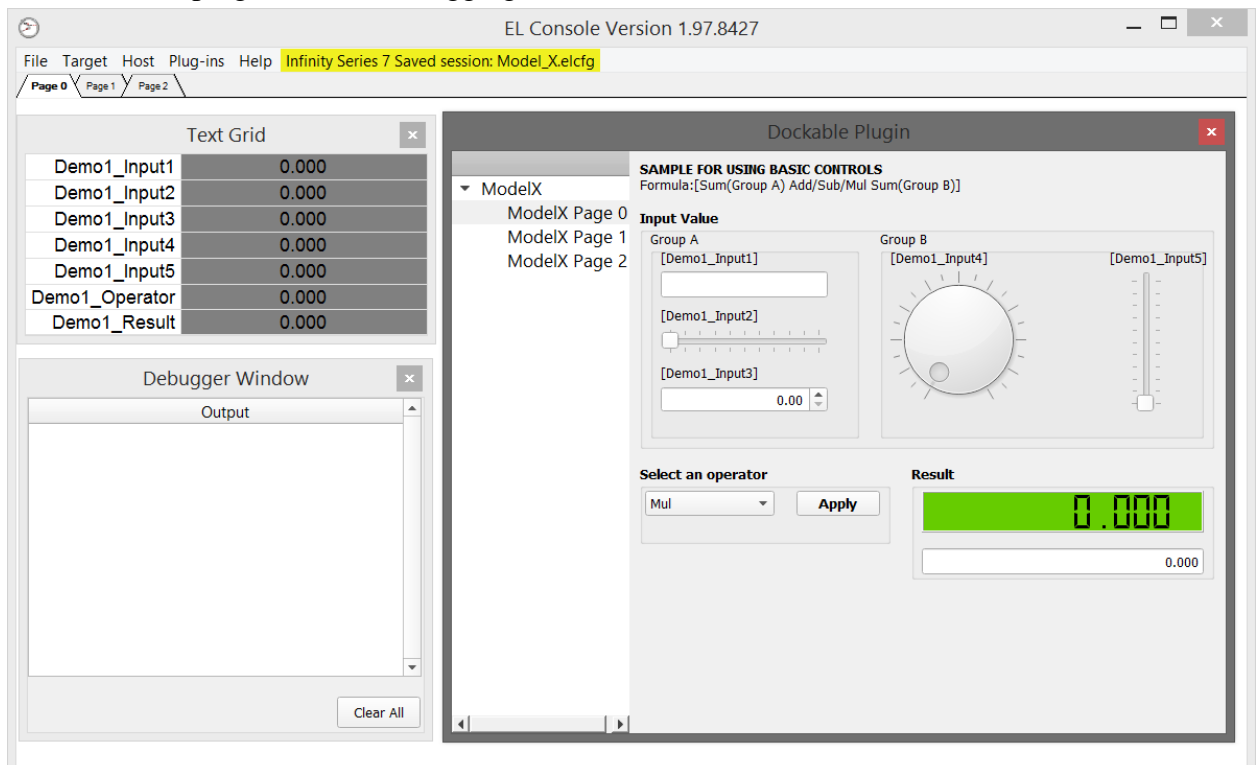 EL Console Version 1.97.8427
File Target Host Plug-ins Help Infinity Series 7 Saved session: Model_X.elcfg
Page 0 Page 1 Page 2
Text Grid
Demo1_Input1 0.000
Demo1_Input2 0.000
Demo1_Input3 0.000
Demo1_Input4 0.000
Demo1_Input5 0.000
Demo1_Operator 0.000
Demo1_Result 0.000
Debugger Window
Output
Clear All
Dockable Plugin
ModelX
ModelX Page 0
ModelX Page 1
ModelX Page 2
SAMPLE FOR USING BASIC CONTROLS
Formula:[Sum(Group A) Add/Sub/Mul Sum(Group B)]
Input Value
Group A
[Demo1_Input1]
[Demo1_Input2]
[Demo1_Input3]
0.00
Group B
[Demo1_Input4] [Demo1_Input5]
Select an operator
Mul Apply
Result
0.000
0.000